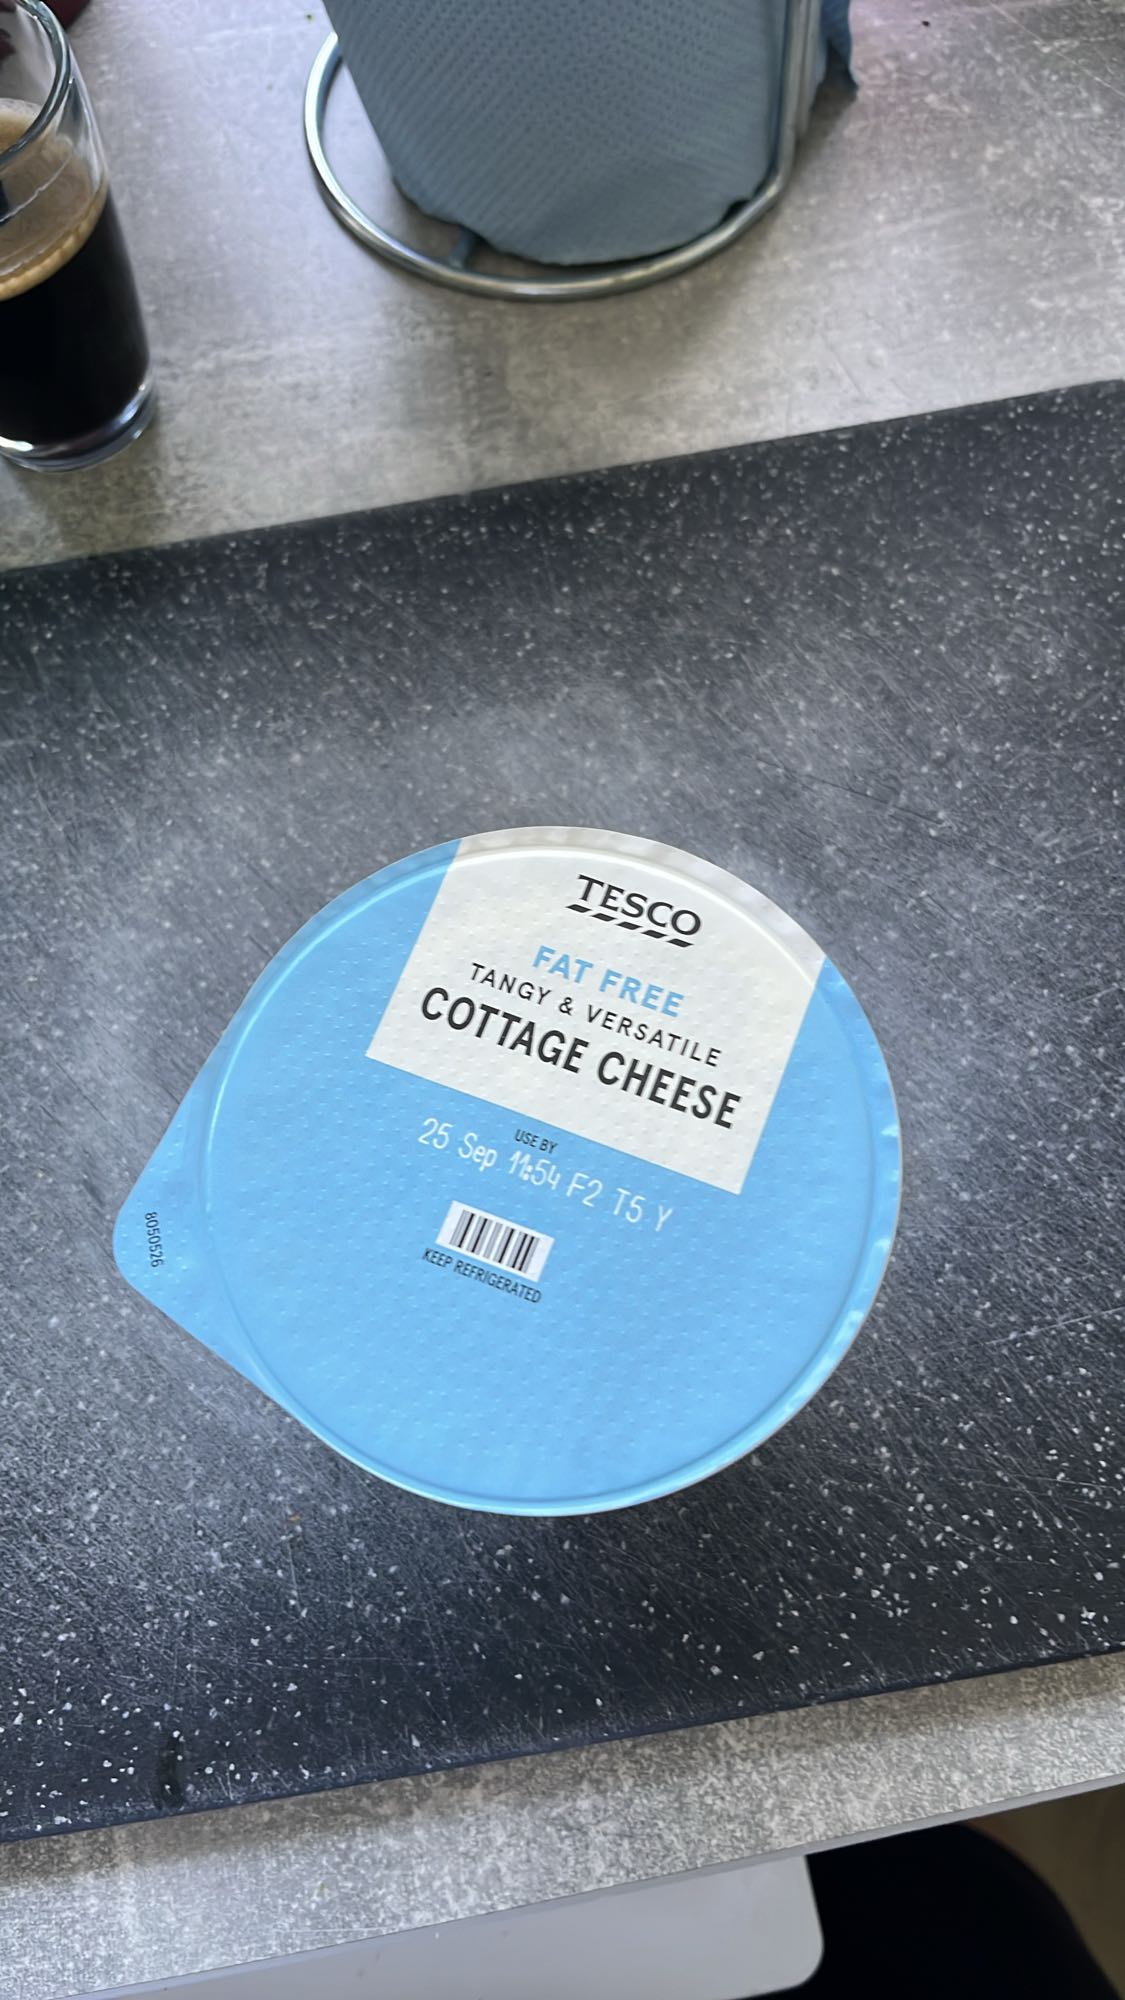 TESCO
FAT FREE
TANGY & VERSATILE
COTTAGE CHEESE
USE BY
25 Sep 11:54 F2 T5 Y
KEEP REFRIGERATED
8050526